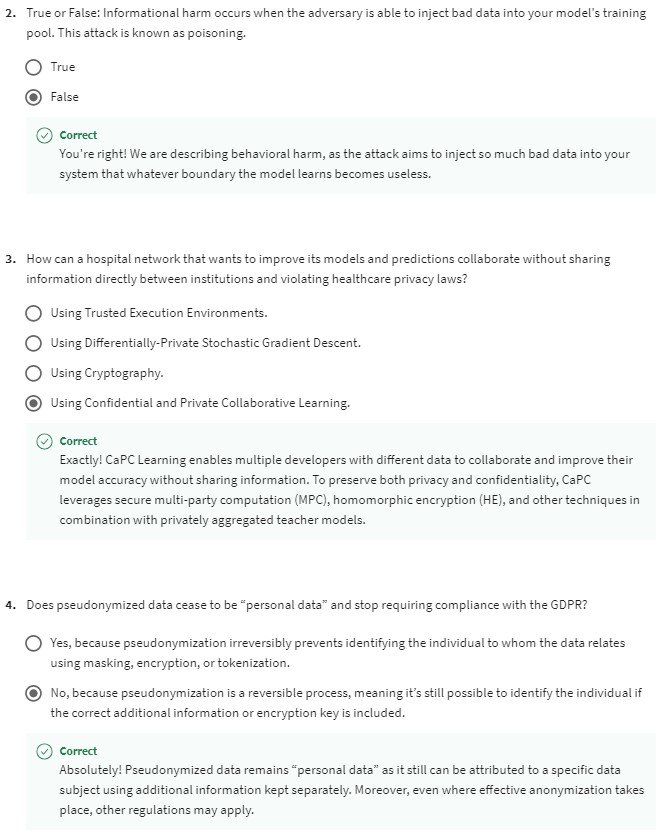 2. True or False: Informational harm occurs when the adversary is able to inject bad data into your model's training
pool. This attack is known as poisoning.
True
False
Correct
You're right! We are describing behavioral harm, as the attack aims to inject so much bad data into your
system that whatever boundary the model learns becomes useless.
3. How can a hospital network that wants to improve its models and predictions collaborate without sharing
information directly between institutions and violating healthcare privacy laws?
Using Trusted Execution Environments.
Using Differentially-Private Stochastic Gradient Descent.
Using Cryptography.
Using Confidential and Private Collaborative Learning.
Correct
Exactly! CaPC Learning enables multiple developers with different data to collaborate and improve their
model accuracy without sharing information. To preserve both privacy and confidentiality, CaPC
leverages secure multi-party computation (MPC), homomorphic encryption (HE), and other techniques in
combination with privately aggregated teacher models.
4. Does pseudonymized data cease to be “personal data” and stop requiring compliance with the GDPR?
Yes, because pseudonymization irreversibly prevents identifying the individual to whom the data relates
using masking, encryption, or tokenization.
No, because pseudonymization is a reversible process, meaning it’s still possible to identify the individual if
the correct additional information or encryption key is included.
Correct
Absolutely! Pseudonymized data remains “personal data” as it still can be attributed to a specific data
subject using additional information kept separately. Moreover, even where effective anonymization takes
place, other regulations may apply.